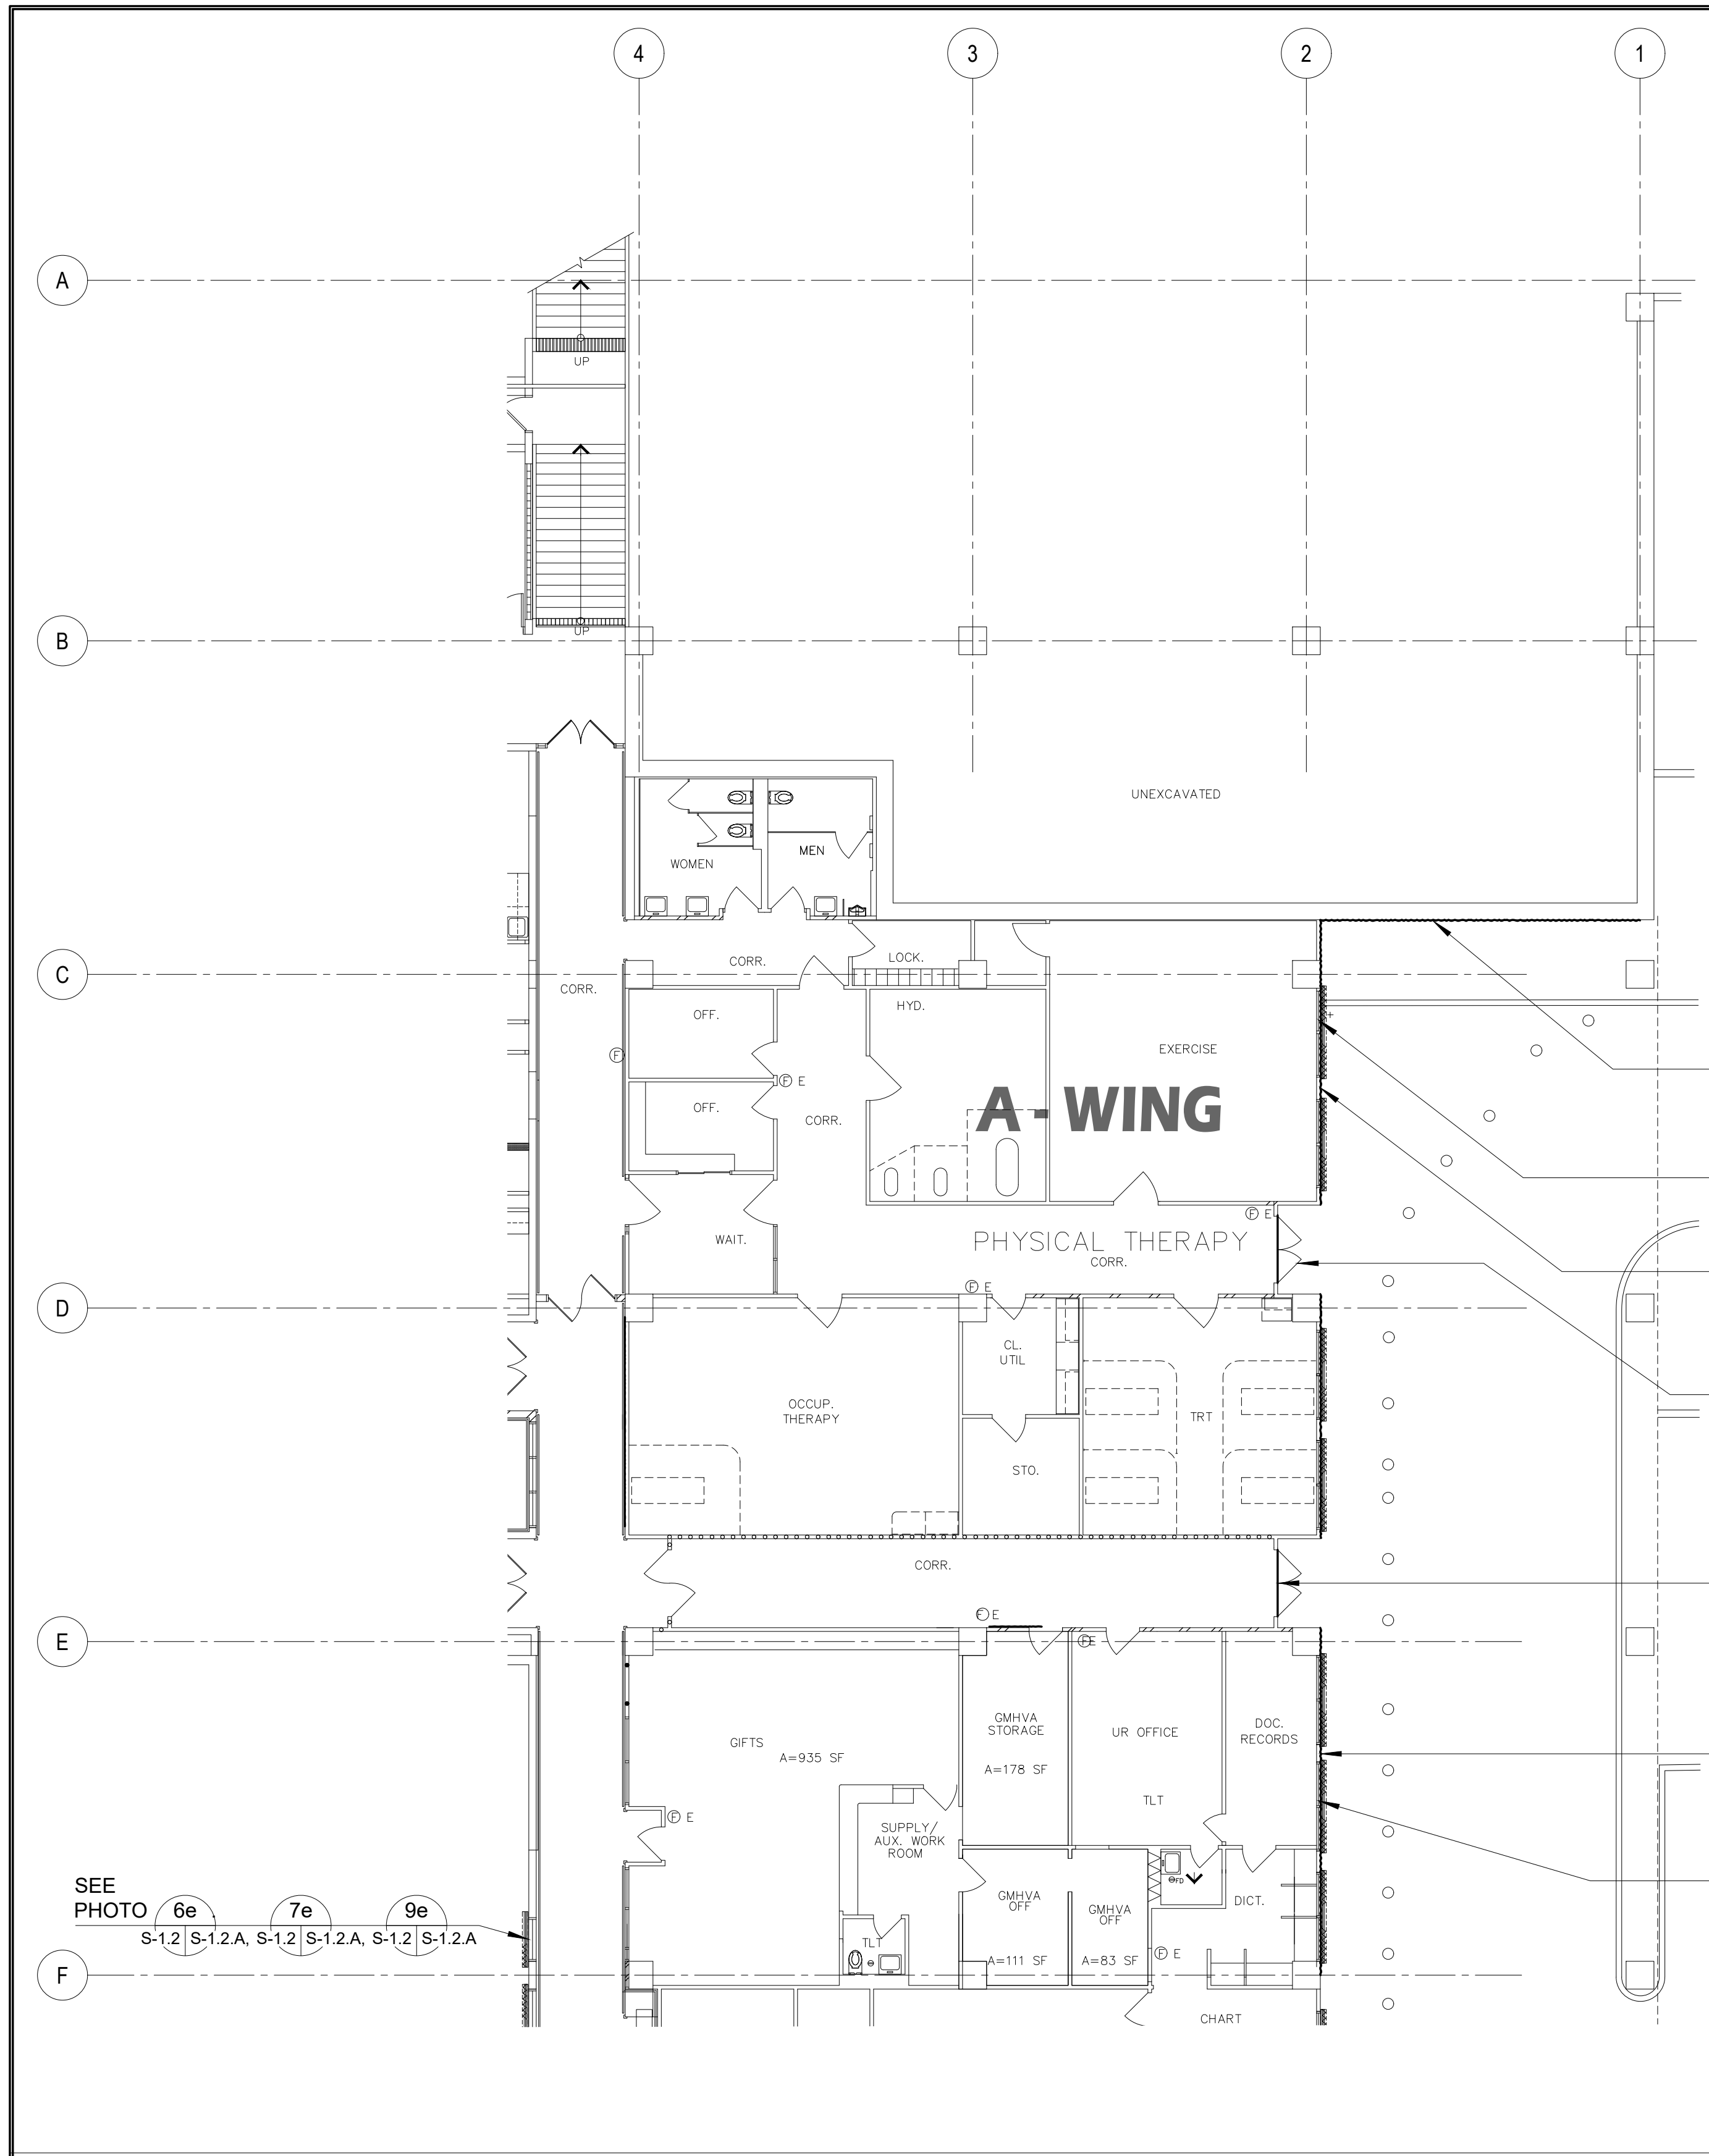 4
3
2
1
A
UP
B
UP
UNEXCAVATED
WOMEN
MEN
C
CORR.
CORR.
LOCK.
OFF.
HYD.
EXERCISE
F
F E
OFF.
CORR.
A - WING
WAIT.
F E
PHYSICAL THERAPY
CORR.
F E
D
CL.
UTIL
OCCUP.
THERAPY
TRT
STO.
CORR.
F E
E
FE
GMHVA
STORAGE
A=178 SF
UR OFFICE
DOC.
RECORDS
GIFTS
A=935 SF
TLT
F E
SUPPLY/
AUX. WORK
ROOM
SEE
PHOTO
6e
7e
9e
S-1.2 S-1.2.A, S-1.2 S-1.2.A, S-1.2 S-1.2.A
FD
GMHVA
OFF
A=111 SF
GMHVA
OFF
A=83 SF
DICT.
TLT
F E
F
CHART